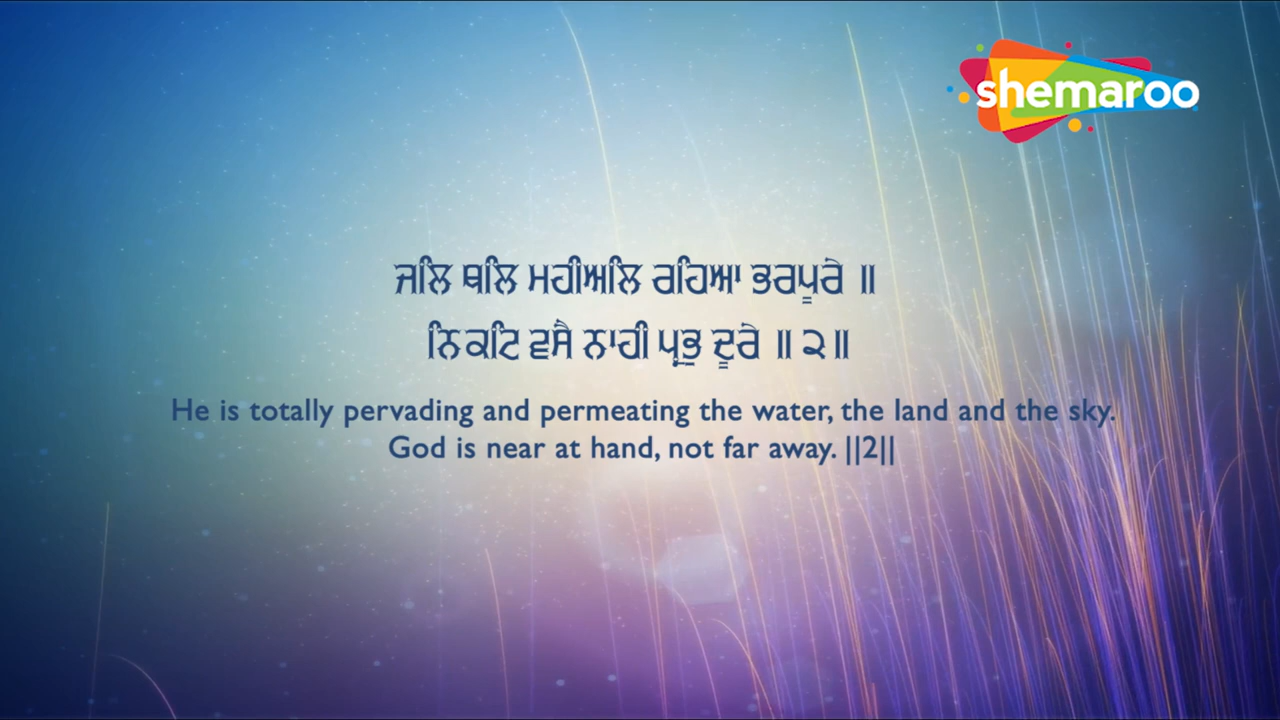 shemaroo
ਜਲਿ ਥਲਿ ਮਹੀਅਲਿ ਰਹਿਆ ਭਰਪੂਰੇ ॥
ਨਿਕਟਿ ਵਸੈ ਨਾਹੀ ਪ੍ਰਭੁ ਦੂਰੇ ॥੨॥
He is totally pervading and permeating the water, the land and the sky.
God is near at hand, not far away. ||2||